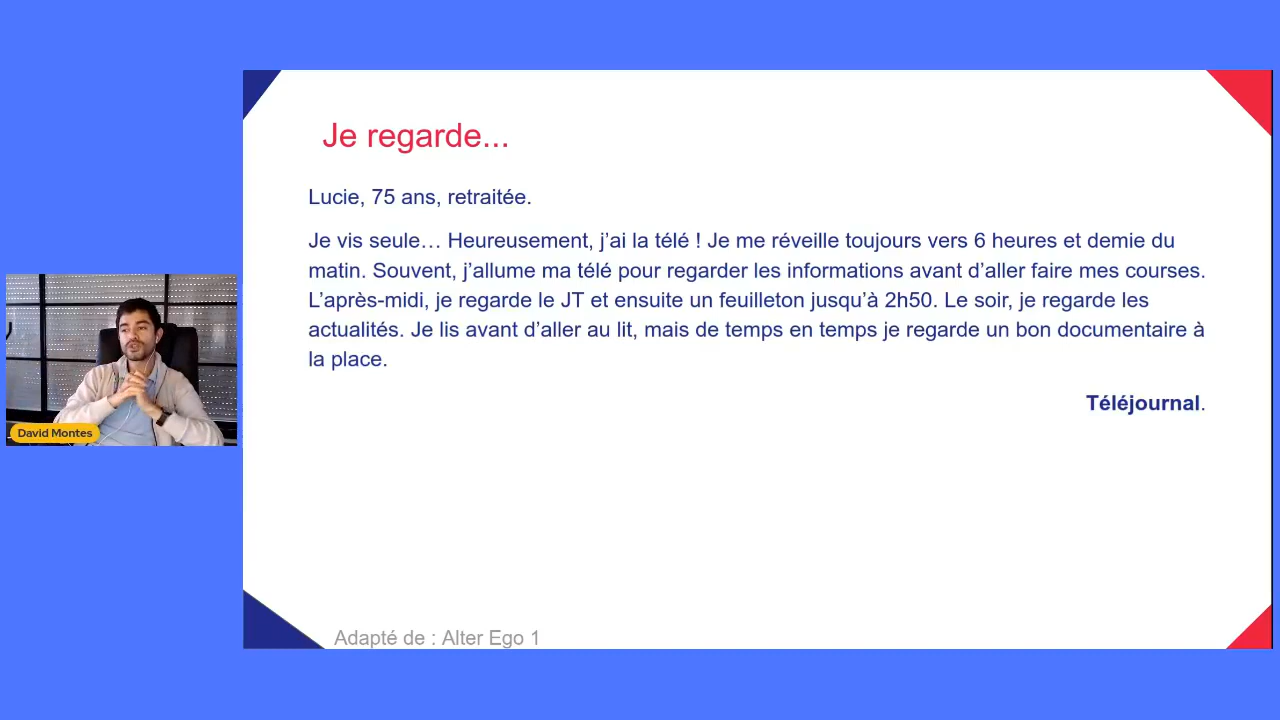 Je regarde...
Lucie, 75 ans, retraitée.
Je vis seule… Heureusement, j’ai la télé ! Je me réveille toujours vers 6 heures et demie du
matin. Souvent, j’allume ma télé pour regarder les informations avant d’aller faire mes courses.
L’après-midi, je regarde le JT et ensuite un feuilleton jusqu’à 2h50. Le soir, je regarde les
actualités. Je lis avant d’aller au lit, mais de temps en temps je regarde un bon documentaire à
la place.
Téléjournal.
David Montes
Adapté de : Alter Ego 1